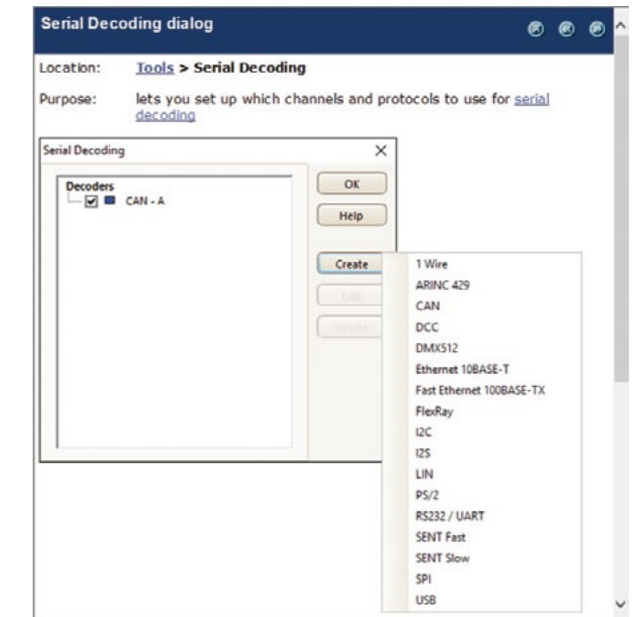 Serial Decoding dialog
Location: Tools > Serial Decoding
Purpose: lets you set up which channels and protocols to use for serial
decoding
Serial Decoding
Decoders
CAN - A
OK
Help
Create
Edit
Delete
1 Wire
ARINC 429
CAN
DCC
DMX512
Ethernet 10BASE-T
Fast Ethernet 100BASE-TX
FlexRay
I2C
I2S
LIN
PS/2
RS232 / UART
SENT Fast
SENT Slow
SPI
USB